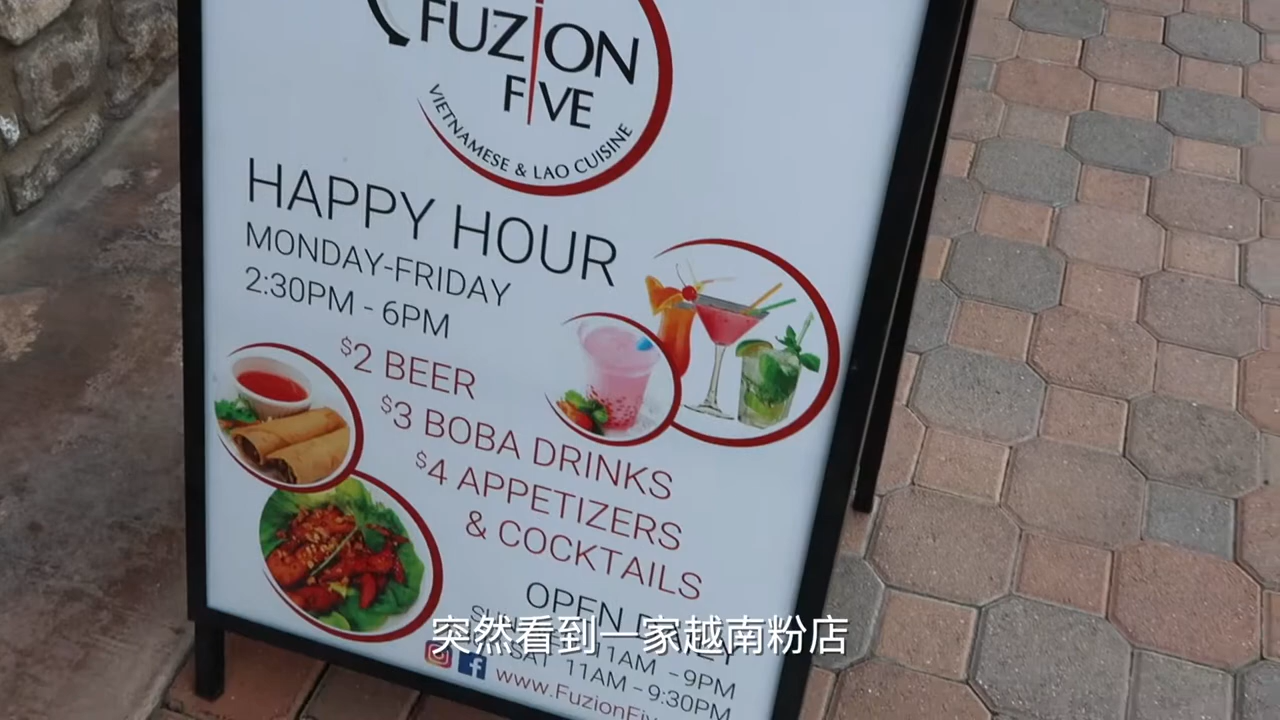 FUZION
FIVE
VIETNAMESE & LAO CUISINE
HAPPY HOUR
MONDAY-FRIDAY
2:30PM - 6PM
$2 BEER
$3 BOBA DRINKS
$4 APPETIZERS
& COCKTAILS
OPEN DAILY
突然看到一家越南粉店
11AM - 9PM
SAT 11AM - 9:30PM
www.FuzionFiv